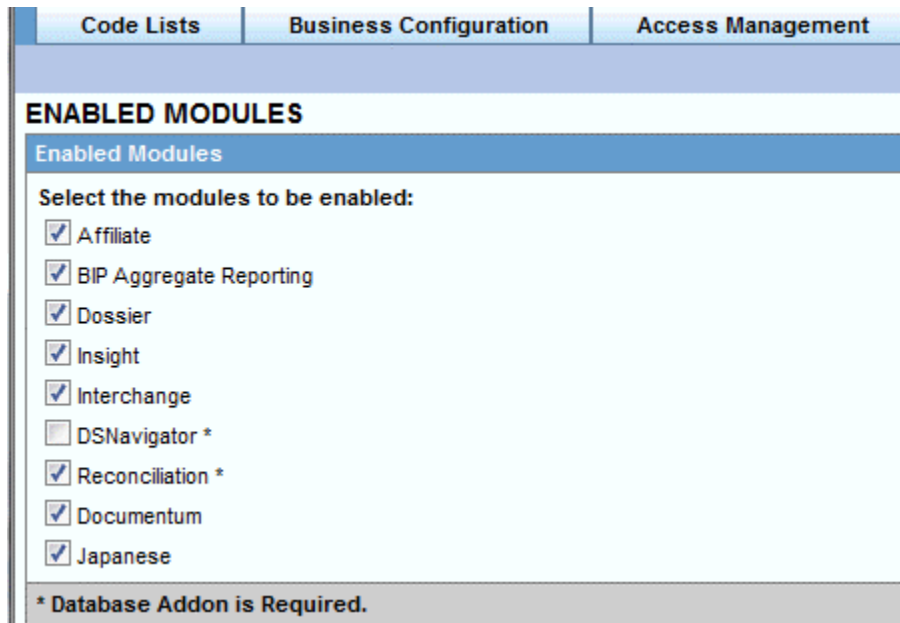 Code Lists Business Configuration Access Management
ENABLED MODULES
Enabled Modules
Select the modules to be enabled:
Affiliate
BIP Aggregate Reporting
Dossier
Insight
Interchange
DSNavigator *
Reconciliation *
Documentum
Japanese
* Database Addon is Required.